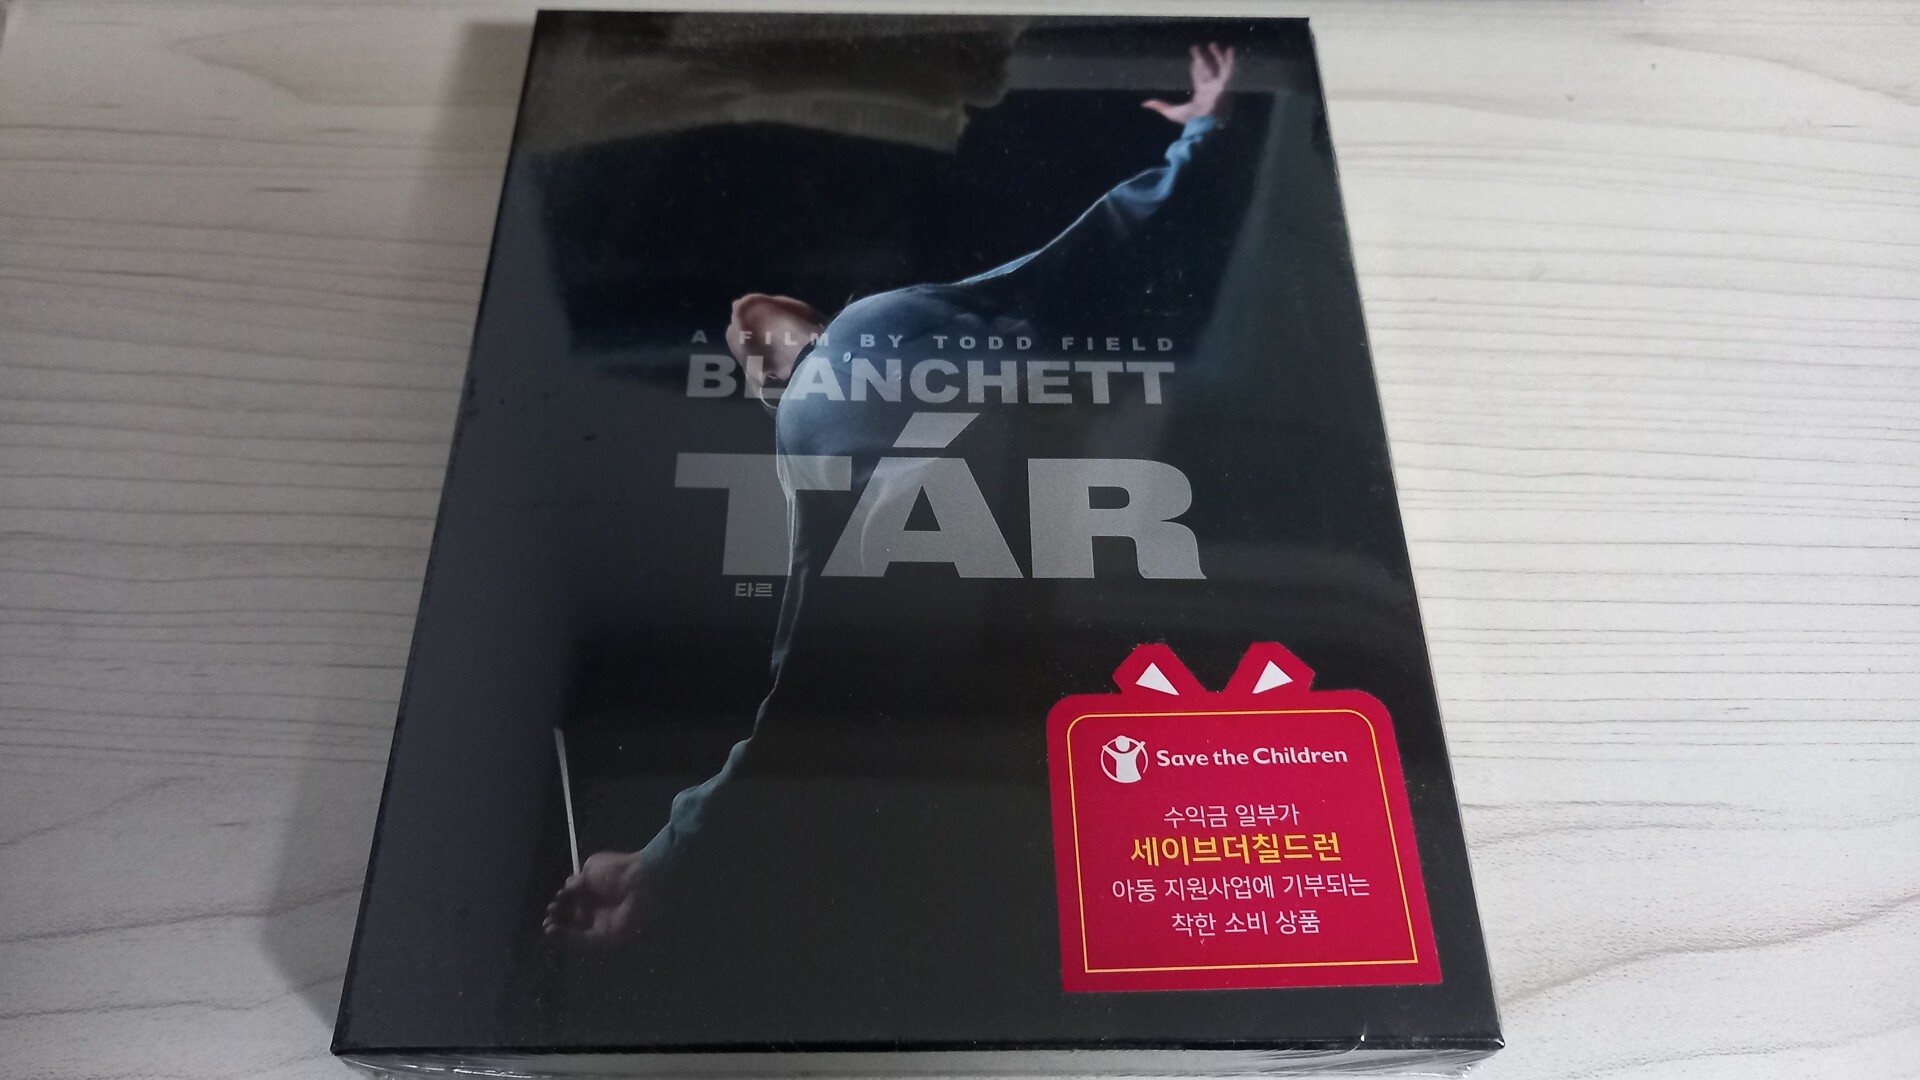 A FILM BY TODD FIELD
BLANCHETT
TÁR
타르
Save the Children
수익금 일부가
세이브더칠드런
아동 지원사업에 기부되는
착한 소비 상품